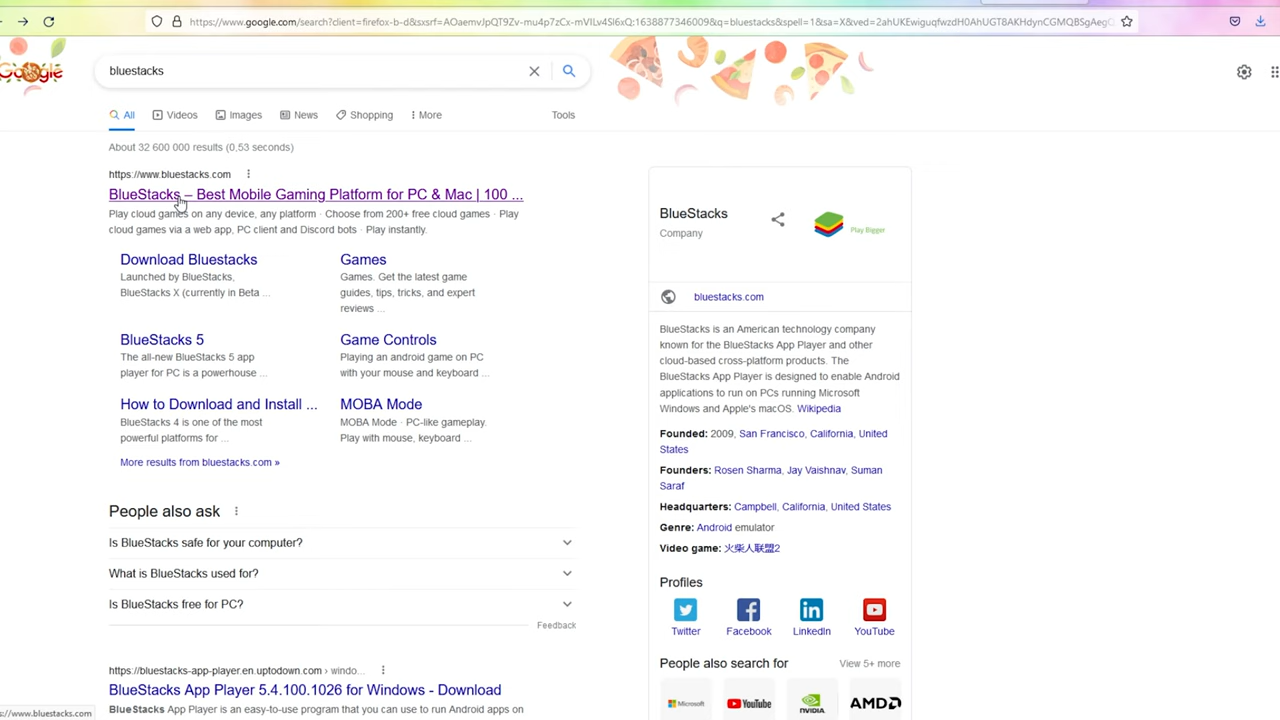 https://www.google.com/search?client=firefox-b-d&sxsrf=AOaemvJpQT9Zv-mu4p7zCx-mVILv4Sl6xQ:1638877346009&q=bluestacks&spell=1&sa=X&ved=2ahUKEwiguqfwzdH0AhUGT8AKHdynCGMQBSgAegQ
Google
bluestacks
All
Videos
Images
News
Shopping
More
Tools
About 32 600 000 results (0,53 seconds)
https://www.bluestacks.com
BlueStacks – Best Mobile Gaming Platform for PC & Mac | 100 ...
Play cloud games on any device, any platform · Choose from 200+ free cloud games · Play
cloud games via a web app, PC client and Discord bots · Play instantly.
Download Bluestacks
Launched by BlueStacks,
BlueStacks X (currently in Beta ...
Games
Games. Get the latest game
guides, tips, tricks, and expert
reviews ...
BlueStacks 5
The all-new BlueStacks 5 app
player for PC is a powerhouse ...
Game Controls
Playing an android game on PC
with your mouse and keyboard ...
How to Download and Install ...
BlueStacks 4 is one of the most
powerful platforms for ...
MOBA Mode
MOBA Mode · PC-like gameplay.
Play with mouse, keyboard ...
More results from bluestacks.com »
People also ask
Is BlueStacks safe for your computer?
What is BlueStacks used for?
Is BlueStacks free for PC?
Feedback
https://bluestacks-app-player.en.uptodown.com › windo...
BlueStacks App Player 5.4.100.1026 for Windows - Download
BlueStacks App Player is an easy-to-use program that you can use to run Android apps on
s://www.bluestacks.com
BlueStacks
Company
Play Bigger
bluestacks.com
BlueStacks is an American technology company
known for the BlueStacks App Player and other
cloud-based cross-platform products. The
BlueStacks App Player is designed to enable Android
applications to run on PCs running Microsoft
Windows and Apple's macOS. Wikipedia
Founded: 2009, San Francisco, California, United
States
Founders: Rosen Sharma, Jay Vaishnav, Suman
Saraf
Headquarters: Campbell, California, United States
Genre: Android emulator
Video game: 火柴人联盟2
Profiles
Twitter
Facebook
LinkedIn
YouTube
People also search for
View 5+ more
Microsoft
YouTube
NVIDIA
AMD